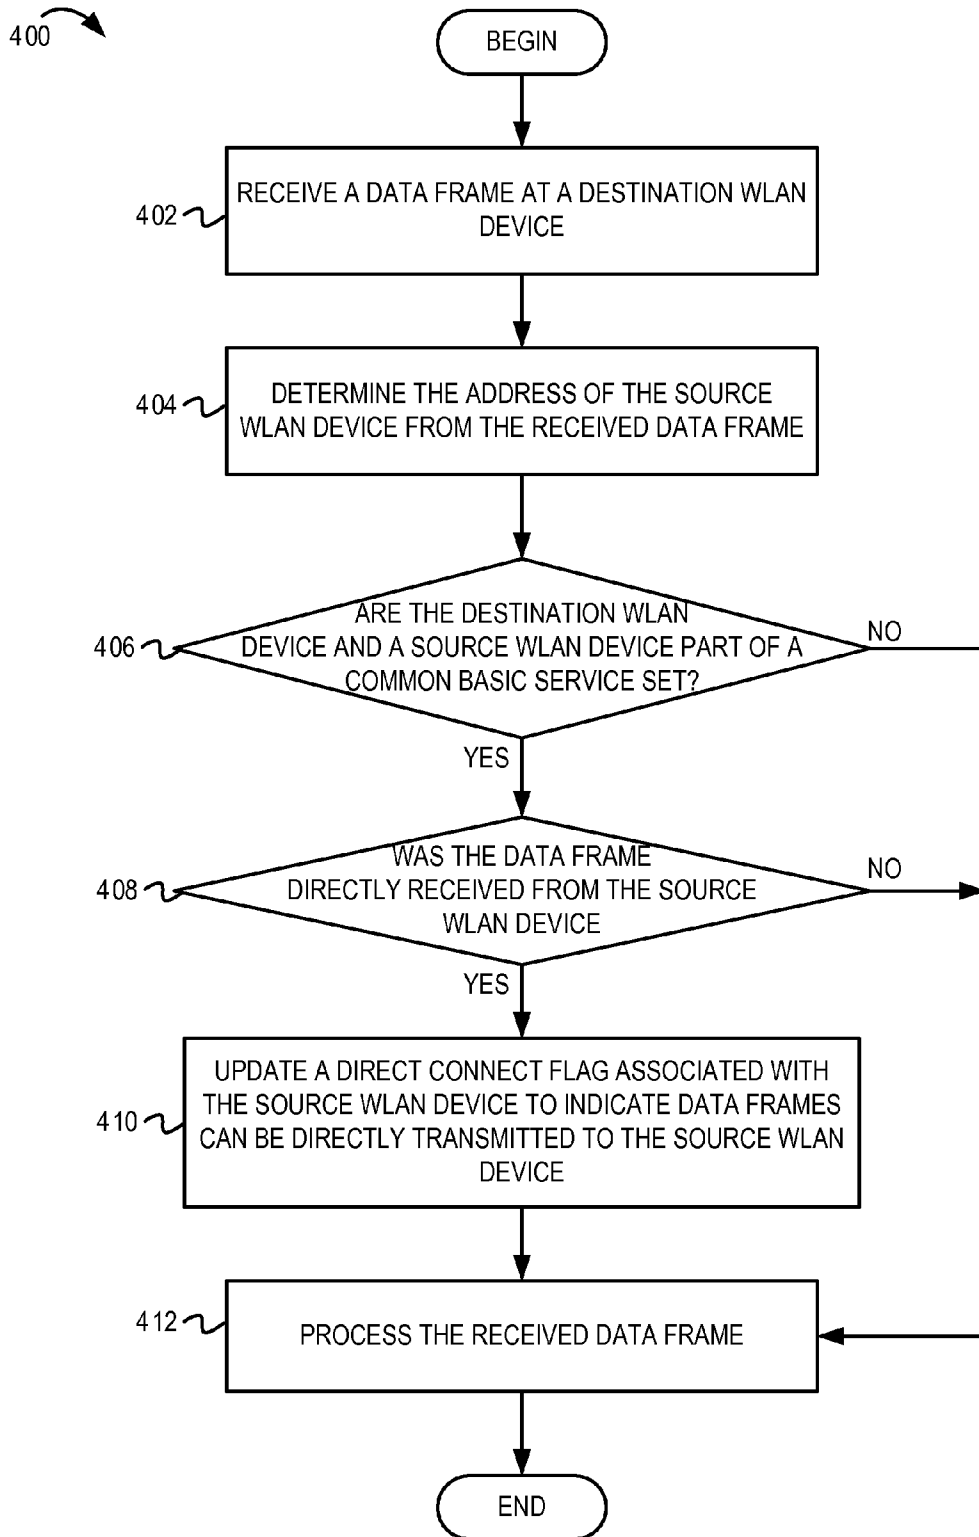 400
BEGIN
RECEIVE A DATA FRAME AT A DESTINATION WLAN
DEVICE
402
DETERMINE THE ADDRESS OF THE SOURCE
WLAN DEVICE FROM THE RECEIVED DATA FRAME
404
ARE THE DESTINATION WLAN
DEVICE AND A SOURCE WLAN DEVICE PART OF A
COMMON BASIC SERVICE SET?
406
NO
YES
WAS THE DATA FRAME
DIRECTLY RECEIVED FROM THE SOURCE
WLAN DEVICE
408
NO
YES
UPDATE A DIRECT CONNECT FLAG ASSOCIATED WITH
THE SOURCE WLAN DEVICE TO INDICATE DATA FRAMES
CAN BE DIRECTLY TRANSMITTED TO THE SOURCE WLAN
DEVICE
410
PROCESS THE RECEIVED DATA FRAME
412
END